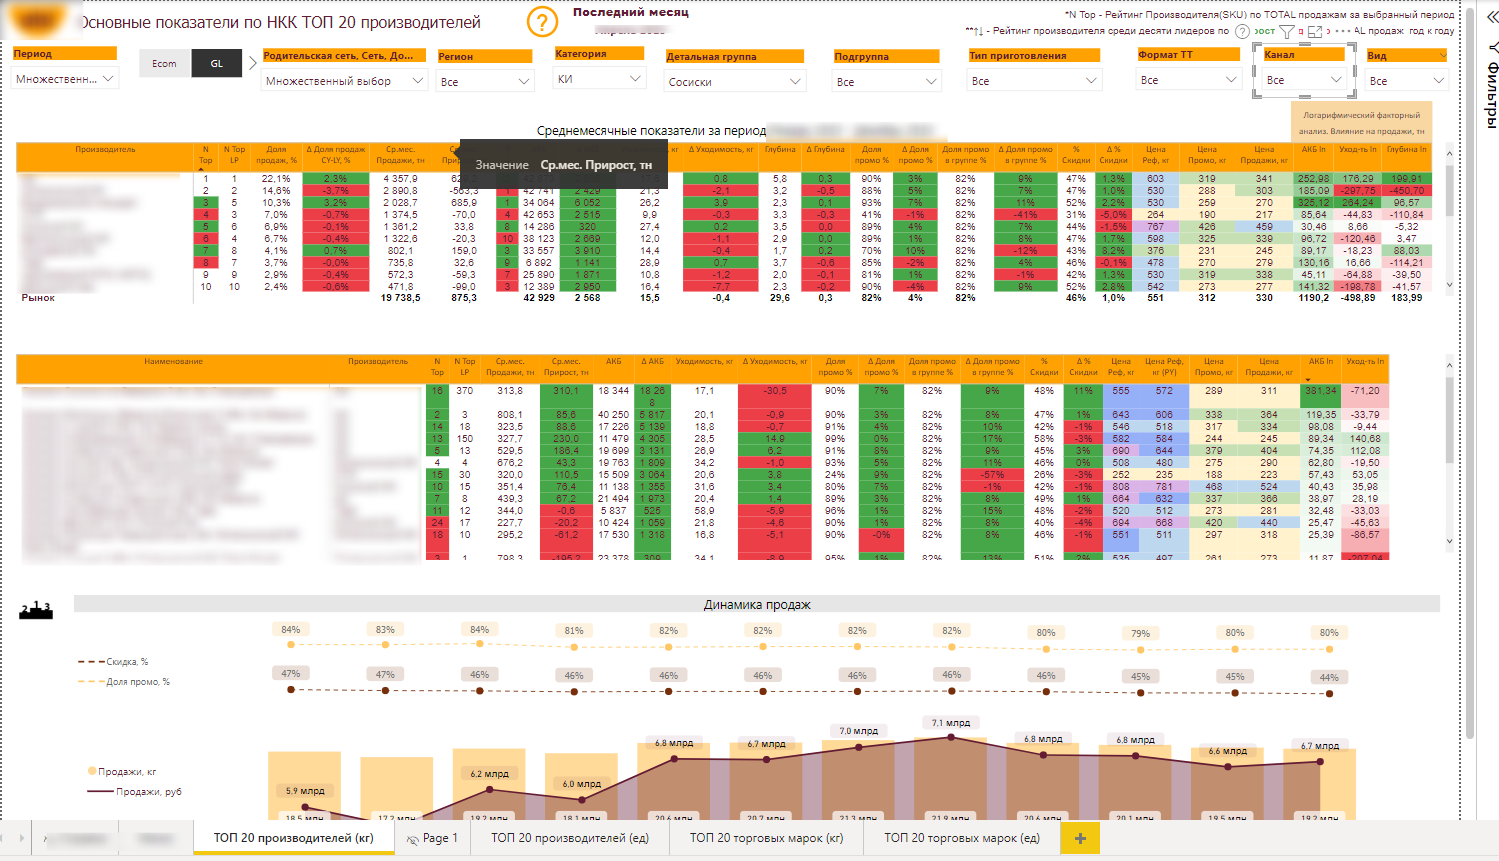 Основные показатели по НКК ТОП 20 производителей
?
Последний месяц
*N Top - Рейтинг Производителя(SKU) по TOTAL продажам за выбранный период
**↑↓ - Рейтинг производителя среди десяти лидеров по
AL продаж год к году
Период
Множественн...
Ecom
GL
Родительская сеть, Сеть, До...
Множественный выбор
Регион
Все
Категория
КИ
Детальная группа
Сосиски
Подгруппа
Все
Тип приготовления
Все
Формат ТТ
Все
Канал
Все
Вид
Все
Фильтры
Логарифмический факторный анализ. Влияние на продажи, тн
Среднемесячные показатели за период
Значение Ср.мес. Прирост, тн
Производитель N Top N Top LP Доля продаж, % Δ Доля продаж CY-LY, % Ср.мес. Продажи, тн Δ Уходимость, кг Глубина Δ Глубина Доля промо % Δ Доля промо % Доля промо в группе % Δ Доля промо в группе % % Скидки Δ % Скидки Цена Реф, кг Цена Промо, кг Цена Продажи, кг АКБ ln Уход-ть ln Глубина ln
1 1 22,1% 2,3% 4 357,9 0,8 5,8 0,3 90% 3% 82% 9% 47% 1,3% 603 319 341 252,98 176,29 199,91
2 2 14,6% -3,7% 2 890,8 -563,3 1 42 741 2 429 21,3 -2,1 3,2 -0,5 88% 5% 82% 7% 47% 1,0% 530 288 303 185,09 -297,75 -450,70
3 5 10,3% 3,2% 2 028,7 685,9 1 34 064 6 052 26,2 3,9 2,3 0,1 93% 7% 82% 11% 52% 2,2% 530 259 270 325,12 264,24 96,57
4 3 7,0% -0,7% 1 374,5 -70,0 4 42 653 2 515 9,9 -0,3 3,3 -0,3 41% -1% 82% -41% 31% -5,0% 264 190 217 85,64 -44,83 -110,84
5 6 6,9% -0,1% 1 361,2 33,8 8 14 286 320 27,4 0,2 3,5 0,0 89% 4% 82% 7% 44% -1,5% 767 426 459 30,46 8,66 -5,32
6 4 6,7% -0,4% 1 322,6 -20,3 10 38 123 2 669 12,0 -1,1 2,9 0,0 89% 1% 82% 8% 47% 1,7% 598 325 339 96,72 -120,46 3,47
7 8 4,1% 0,7% 802,1 159,0 3 33 557 3 910 14,4 -0,4 1,7 0,2 70% 10% 82% -12% 43% 8,2% 376 231 245 89,17 -18,23 88,03
8 7 3,7% -0,0% 735,8 32,6 9 6 892 1 141 28,9 0,7 3,7 -0,6 85% -2% 82% 4% 46% -0,1% 478 270 279 130,16 16,66 -114,21
9 9 2,9% -0,4% 572,3 -59,3 7 25 890 1 871 10,8 -1,2 2,0 -0,1 81% 1% 82% -1% 42% 1,3% 530 319 338 45,11 -64,88 -39,50
10 10 2,4% -0,6% 471,8 -99,0 3 12 389 2 950 16,4 -7,7 2,3 -0,2 90% -4% 82% 9% 52% 2,8% 542 273 277 141,32 -198,78 -41,57
Рынок 19 738,5 875,3 42 929 2 568 15,5 -0,4 29,6 0,3 82% 4% 82% 46% 1,0% 551 312 330 1190,2 -498,89 183,99
Наименование Производитель N Top N Top LP Ср.мес. Продажи, тн Ср.мес. Прирост, тн АКБ Δ АКБ Уходимость, кг Δ Уходимость, кг Доля промо % Δ Доля промо % Доля промо в группе % Δ Доля промо в группе % % Скидки Δ % Скидки Цена Реф, кг Цена Реф, кг (PY) Цена Промо, кг Цена Продажи, кг АКБ ln Уход-ть ln
16 370 313,8 310,1 18 344 18 268 17,1 -30,5 90% 7% 82% 9% 48% 11% 555 572 289 311 381,34 -71,20
2 3 808,1 85,6 40 250 5 817 20,1 -0,9 90% 3% 82% 8% 47% 1% 643 606 338 364 119,35 -33,79
14 18 323,5 88,6 17 226 5 139 18,8 -0,7 91% 4% 82% 10% 42% -1% 546 518 317 334 98,08 -9,44
13 150 327,7 230,0 11 479 4 305 28,5 14,9 99% 0% 82% 17% 58% -3% 582 584 244 245 89,34 140,68
5 13 529,5 186,4 19 699 3 131 26,9 6,2 91% 8% 82% 9% 45% 3% 690 644 379 404 74,35 112,08
4 4 676,2 43,3 19 763 1 809 34,2 -1,0 93% 5% 82% 11% 46% 0% 508 480 275 290 62,80 -19,50
15 30 320,0 110,5 15 509 3 064 20,6 3,8 24% 9% 82% -57% 26% -3% 252 235 188 223 57,43 53,05
10 15 351,4 76,4 11 138 1 355 31,6 3,4 80% 7% 82% -1% 42% -1% 808 781 468 524 40,43 35,98
7 8 439,3 67,2 21 494 1 973 20,4 1,4 89% 3% 82% 8% 49% 1% 664 632 337 366 38,97 28,19
11 12 344,0 -0,6 5 837 525 58,9 -5,9 96% 1% 82% 15% 48% -2% 520 512 273 281 32,48 -33,03
24 17 227,7 -20,2 10 424 1 059 21,8 -4,6 90% 1% 82% 8% 40% -4% 694 668 420 440 25,47 -45,63
18 10 295,2 -61,2 17 530 1 318 16,8 -5,1 90% -0% 82% 8% 46% -1% 551 511 297 318 25,39 -86,57
3 1 798,3 -195,2 23 378 309 34,1 -8,9 95% 1% 82% 13% 51% 2% 535 497 261 273 11,87 -207,04
Динамика продаж
84% 83% 84% 81% 82% 82% 82% 82% 80% 79% 80% 80%
Скидка, %
Доля промо, %
47% 47% 46% 46% 46% 46% 46% 46% 46% 45% 45% 44%
Продажи, кг
Продажи, руб
5,9 млрд 6,2 млрд 6,0 млрд 6,8 млрд 6,7 млрд 7,0 млрд 7,1 млрд 6,8 млрд 6,8 млрд 6,6 млрд 6,7 млрд
18,5 млн 17,2 млн 19,2 млн 18,1 млн 20,6 млн 20,7 млн 21,3 млн 21,9 млн 20,6 млн 20,1 млн 19,5 млн 19,2 млн
ТОП 20 производителей (кг)
Page 1
ТОП 20 производителей (ед)
ТОП 20 торговых марок (кг)
ТОП 20 торговых марок (ед)
+